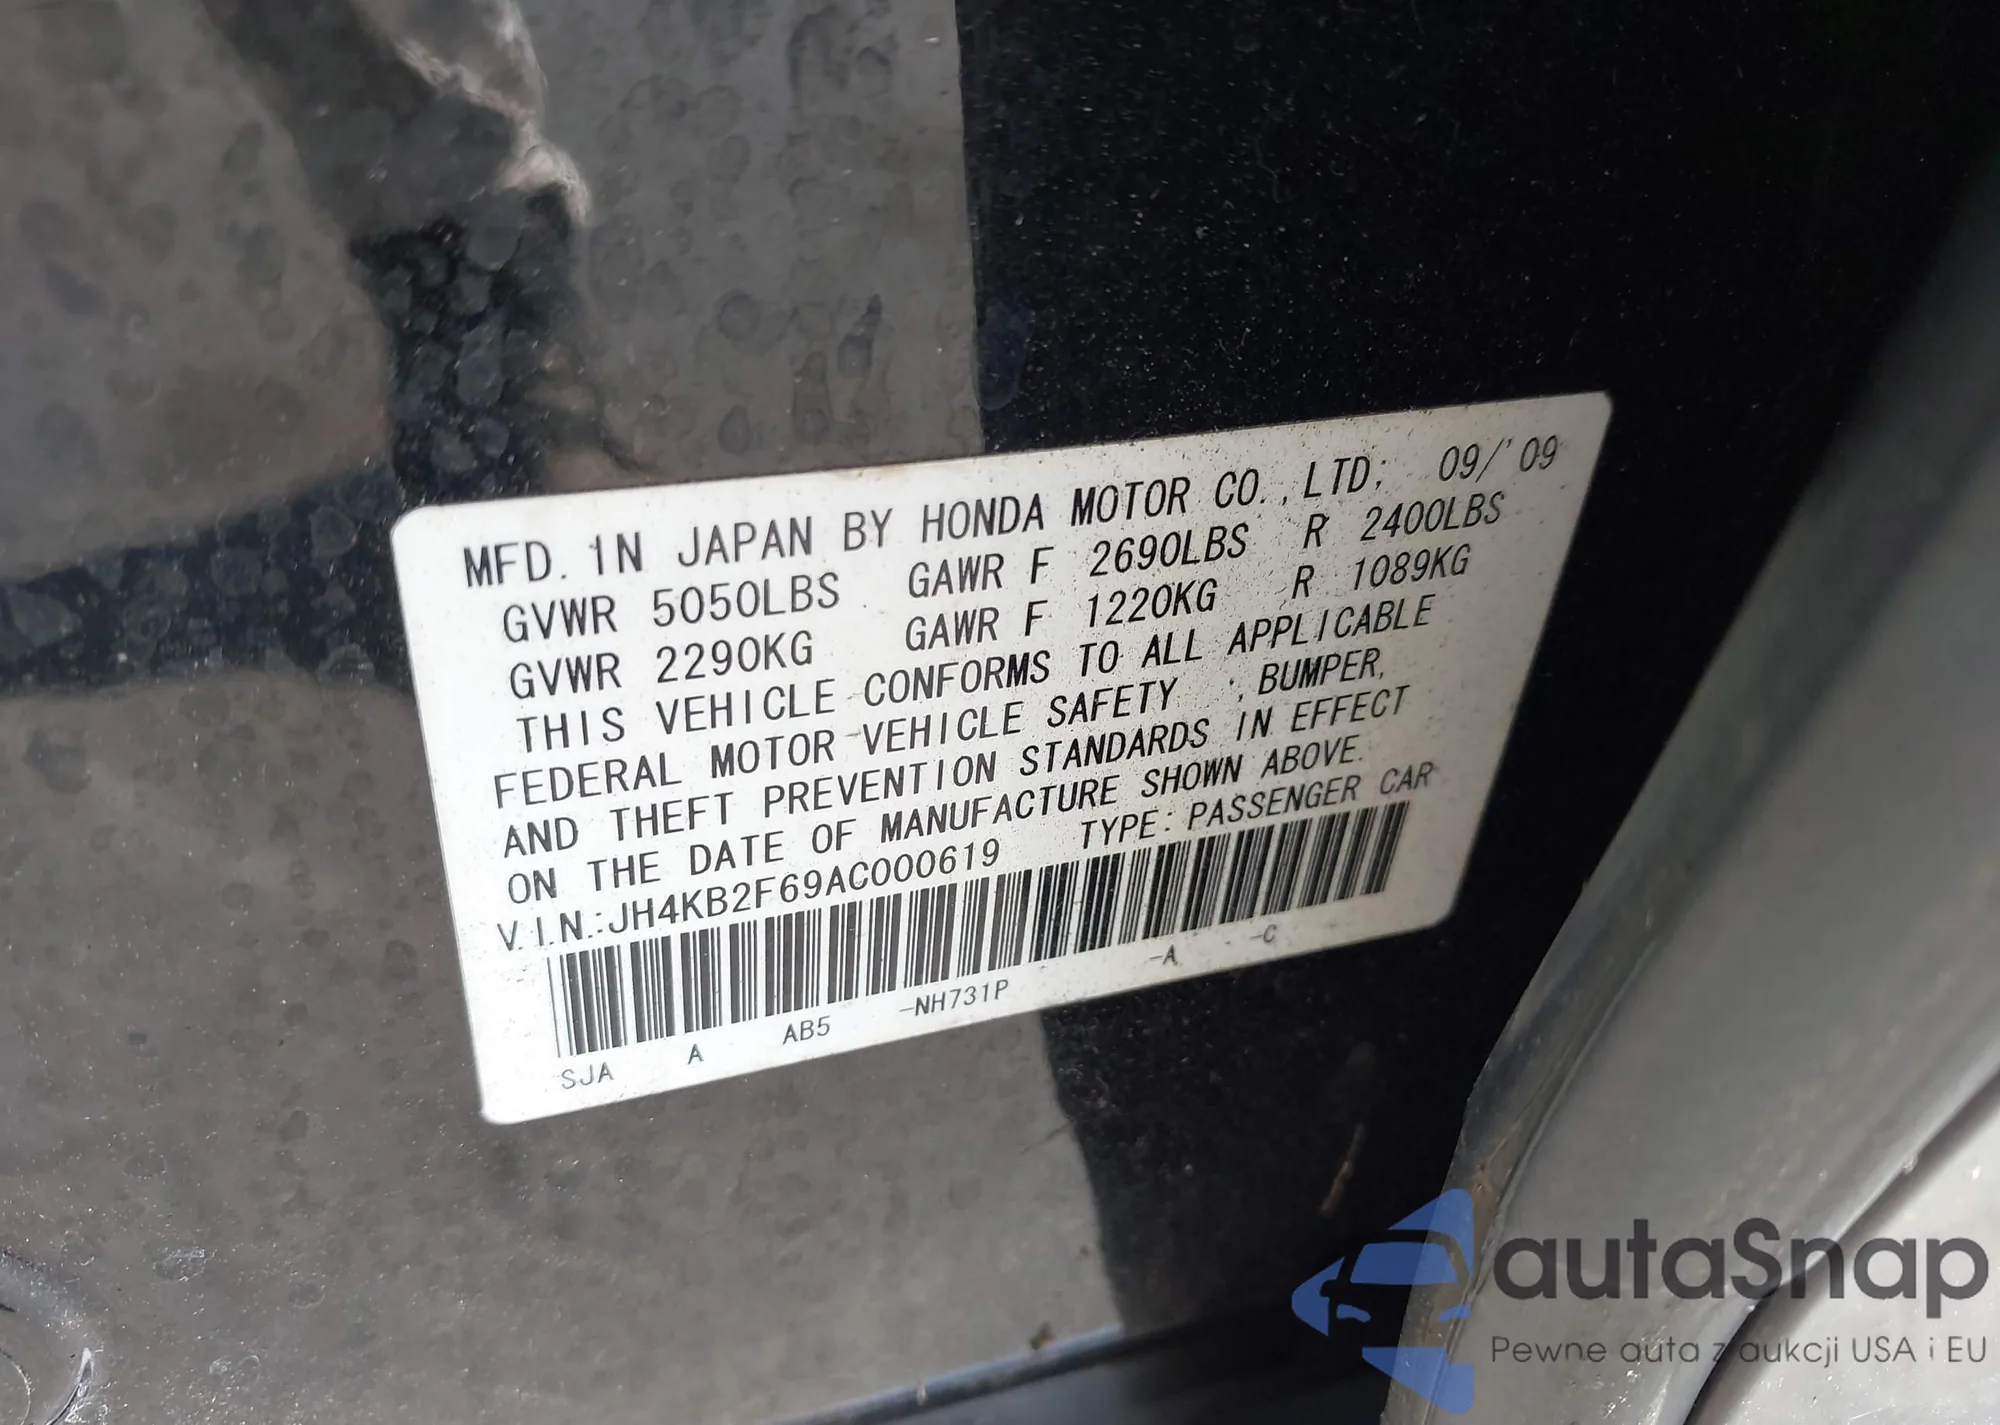 MFD. IN JAPAN BY HONDA MOTOR CO.,LTD; 09/'09
GVWR 5050LBS GAWR F 2690LBS R 2400LBS
GVWR 2290KG GAWR F 1220KG R 1089KG
THIS VEHICLE CONFORMS TO ALL APPLICABLE
FEDERAL MOTOR VEHICLE SAFETY , BUMPER,
AND THEFT PREVENTION STANDARDS IN EFFECT
ON THE DATE OF MANUFACTURE SHOWN ABOVE.
V.I.N.:JH4KB2F69AC000619 TYPE: PASSENGER CAR
SJA A AB5 -NH731P -A -C
autaSnap
Pewne auta z aukcji USA i EU